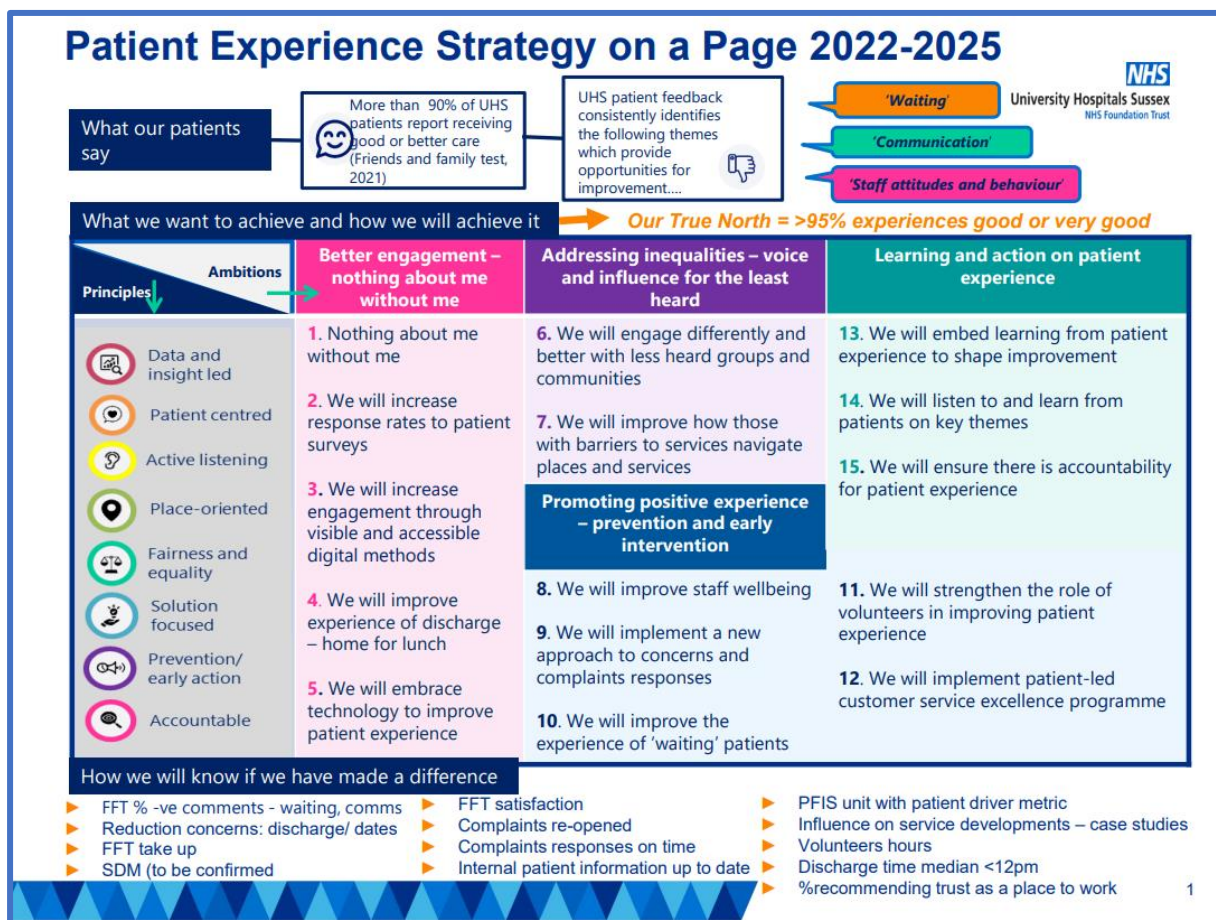 Patient Experience Strategy on a Page 2022-2025
NHS
University Hospitals Sussex
NHS Foundation Trust
What our patients
say
More than 90% of UHS
patients report receiving
good or better care
(Friends and family test,
2021)
UHS patient feedback
consistently identifies
the following themes
which provide
opportunities for
improvement....
'Waiting'
'Communication'
'Staff attitudes and behaviour'
What we want to achieve and how we will achieve it
Our True North = >95% experiences good or very good
Ambitions
Principles
Better engagement –
nothing about me
without me
Addressing inequalities – voice
and influence for the least
heard
Learning and action on patient
experience
Data and
insight led
Patient centred
Active listening
Place-oriented
Fairness and
equality
Solution
focused
Prevention/
early action
Accountable
1. Nothing about me
without me
2. We will increase
response rates to patient
surveys
3. We will increase
engagement through
visible and accessible
digital methods
4. We will improve
experience of discharge
– home for lunch
5. We will embrace
technology to improve
patient experience
6. We will engage differently and
better with less heard groups and
communities
7. We will improve how those
with barriers to services navigate
places and services
Promoting positive experience
– prevention and early
intervention
8. We will improve staff wellbeing
9. We will implement a new
approach to concerns and
complaints responses
10. We will improve the
experience of 'waiting' patients
13. We will embed learning from patient
experience to shape improvement
14. We will listen to and learn from
patients on key themes
15. We will ensure there is accountability
for patient experience
11. We will strengthen the role of
volunteers in improving patient
experience
12. We will implement patient-led
customer service excellence programme
How we will know if we have made a difference
FFT % -ve comments - waiting, comms
Reduction concerns: discharge/ dates
FFT take up
SDM (to be confirmed
FFT satisfaction
Complaints re-opened
Complaints responses on time
Internal patient information up to date
PFIS unit with patient driver metric
Influence on service developments – case studies
Volunteers hours
Discharge time median <12pm
%recommending trust as a place to work
1